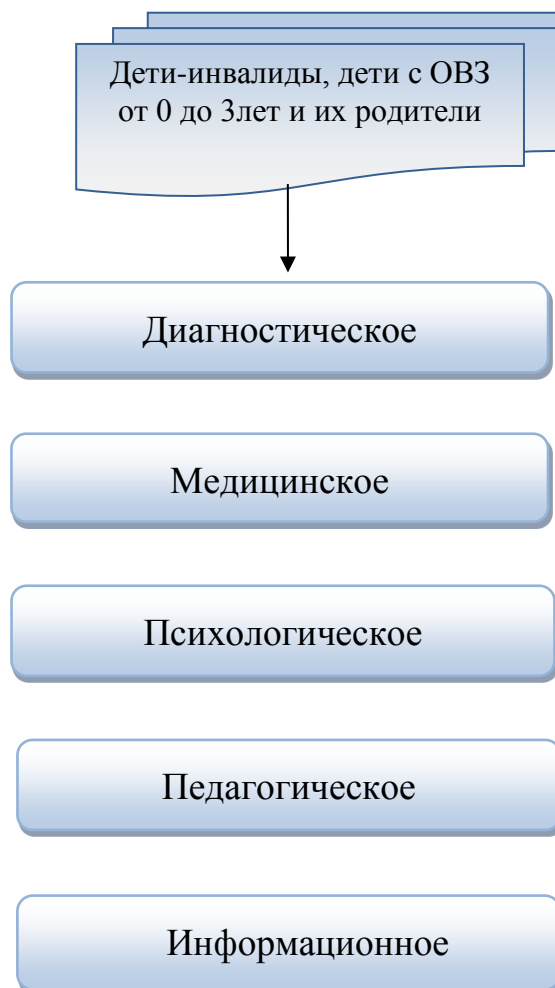 Дети-инвалиды, дети с ОВЗ
от 0 до 3лет и их родители
Диагностическое
Медицинское
Психологическое
Педагогическое
Информационное